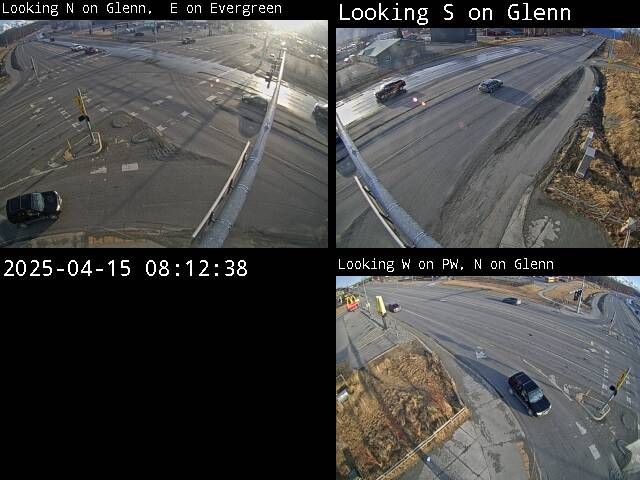 Looking N on Glenn,  E on Evergreen
Looking S on Glenn
2025-04-15 08:12:38
Looking W on PW, N on Glenn